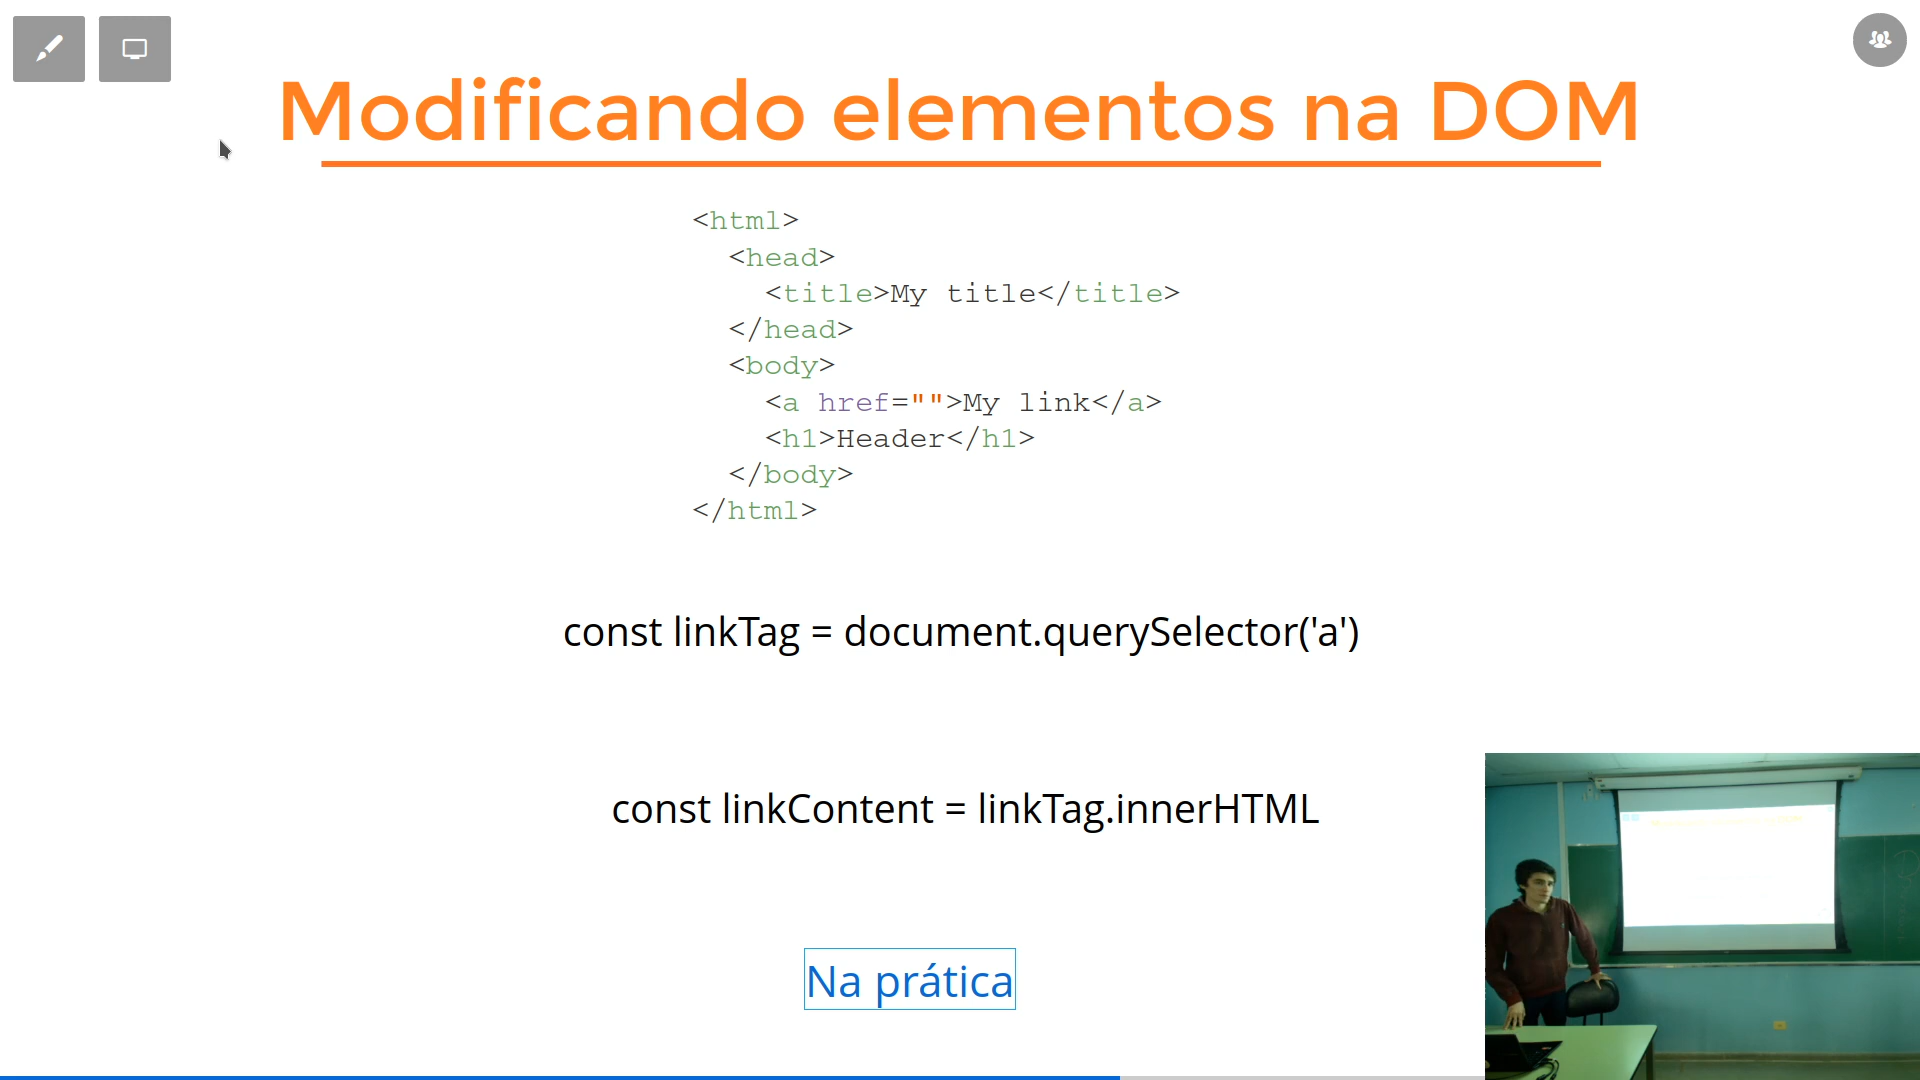 Modificando elementos na DOM
<html>
<head>
<title>My title</title>
</head>
<body>
<a href="">My link</a>
<h1>Header</h1>
</body>
</html>
const linkTag = document.querySelector('a')
const linkContent = linkTag.innerHTML
Na prática